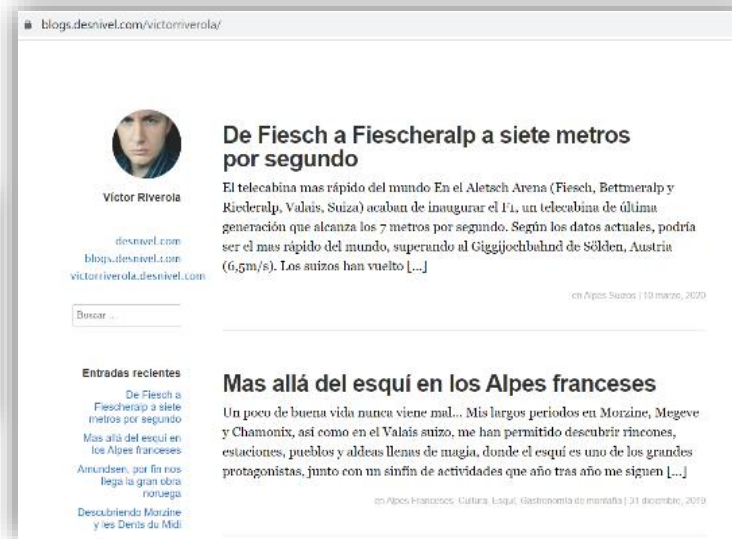 blogs.desnivel.com/victorriverola/
Víctor Riverola
desnivel.com
blogs.desnivel.com
victorriverola.desnivel.com
Buscar ...
Entradas recientes
De Fiesch a
Fiescheralp a siete
metros por segundo
Mas allá del esquí en
los Alpes franceses
Amundsen, por fin nos
llega la gran obra
noruega
Descubriendo Morzine
y les Dents du Midi
De Fiesch a Fiescheralp a siete metros
por segundo
El telecabina mas rápido del mundo En el Aletsch Arena (Fiesch, Bettmeralp y
Riederalp, Valais, Suiza) acaban de inaugurar el F1, un telecabina de última
generación que alcanza los 7 metros por segundo. Según los datos actuales, podría
ser el mas rápido del mundo, superando al Giggijochbahnd de Sölden, Austria
(6,5m/s). Los suizos han vuelto [...]
en Alpes Suizos | 10 marzo, 2020
Mas allá del esquí en los Alpes franceses
Un poco de buena vida nunca viene mal... Mis largos periodos en Morzine, Megeve
y Chamonix, así como en el Valais suizo, me han permitido descubrir rincones,
estaciones, pueblos y aldeas llenas de magia, donde el esquí es uno de los grandes
protagonistas, junto con un sinfín de actividades que año tras año me siguen [...]
en Alpes Franceses, Cultura, Esquí, Gastronomía de montaña | 31 diciembre, 2019